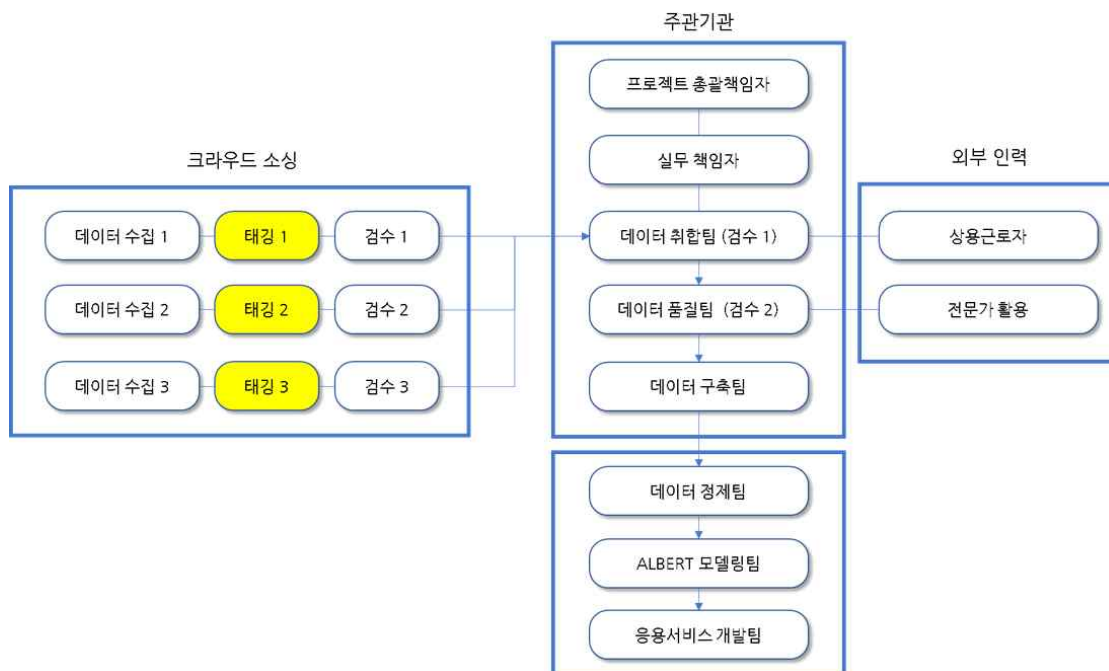 주관기관
프로젝트 총괄책임자
실무 책임자
크라우드 소싱
외부 인력
데이터 수집 1 태깅 1 검수 1
데이터 취합팀 (검수 1)
상용근로자
데이터 수집 2 태깅 2 검수 2
데이터 품질팀 (검수 2)
전문가 활용
데이터 수집 3 태깅 3 검수 3
데이터 구축팀
데이터 정제팀
ALBERT 모델링팀
응용서비스 개발팀